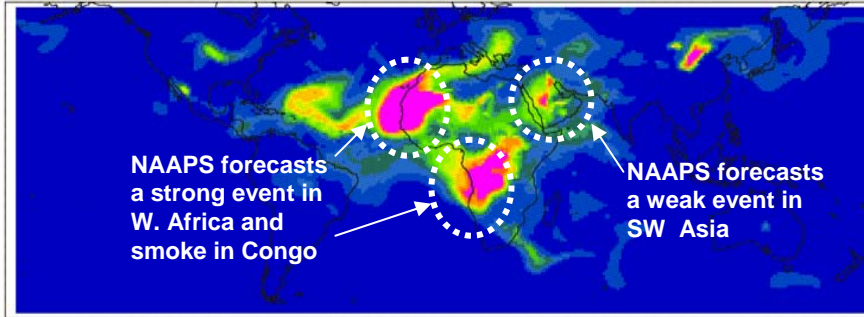 NAAPS forecasts
a strong event in
W. Africa and
smoke in Congo
NAAPS forecasts
a weak event in
SW Asia